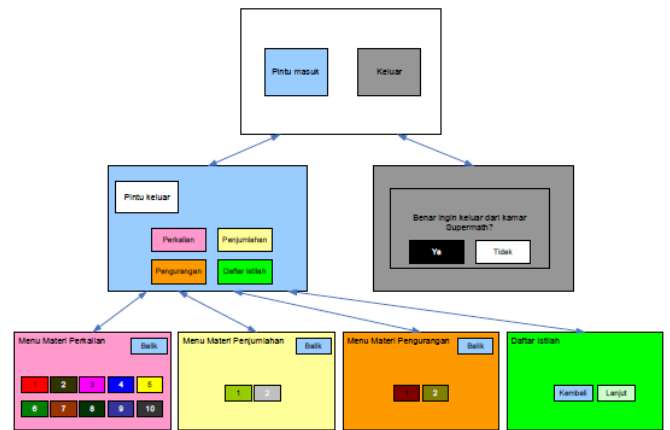 Pintu masuk
Keluar
Pintu keluar
Perkalian
Penjumlahan
Pengurangan
Daftar istilah
Benar ingin keluar dari kamar
Supermath?
Ya
Tidak
Menu Materi Perkalian
Balik
1
2
3
4
5
6
7
8
9
10
Menu Materi Penjumlahan
Balik
1
2
Menu Materi Pengurangan
Balik
1
2
Daftar Istilah
Kembali
Lanjut